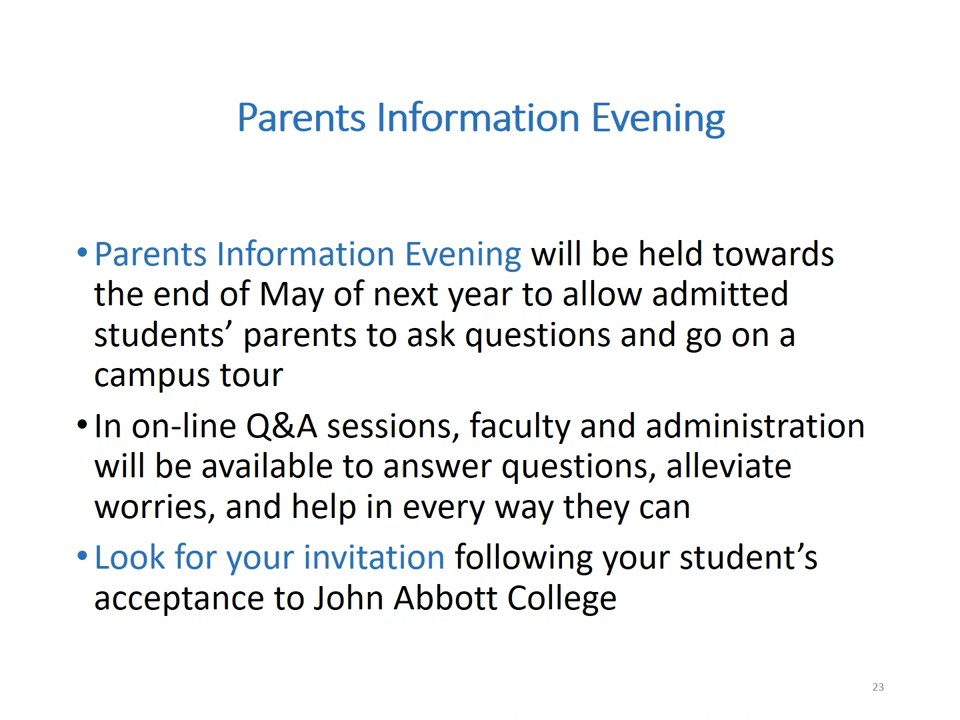 Parents Information Evening
•Parents Information Evening will be held towards
the end of May of next year to allow admitted
students’ parents to ask questions and go on a
campus tour
•In on-line Q&A sessions, faculty and administration
will be available to answer questions, alleviate
worries, and help in every way they can
•Look for your invitation following your student’s
acceptance to John Abbott College
23